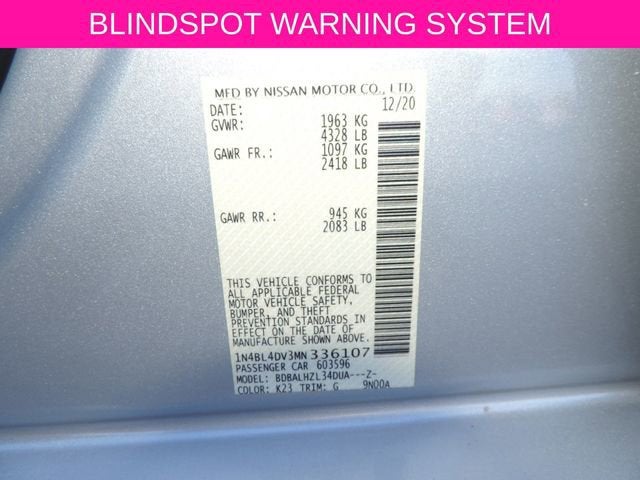 BLINDSPOT WARNING SYSTEM
MFD BY NISSAN MOTOR CO., LTD.
DATE: 12/20
GVWR: 1963 KG
4328 LB
GAWR FR.: 1097 KG
2418 LB
GAWR RR.: 945 KG
2083 LB
THIS VEHICLE CONFORMS TO
ALL APPLICABLE FEDERAL
MOTOR VEHICLE SAFETY,
BUMPER, AND THEFT
PREVENTION STANDARDS IN
EFFECT ON THE DATE OF
MANUFACTURE SHOWN ABOVE.
1N4BL4DV3MN336107
PASSENGER CAR 603596
MODEL: BDBALHZL34DUA---Z-
COLOR: K23 TRIM: G 9N00A